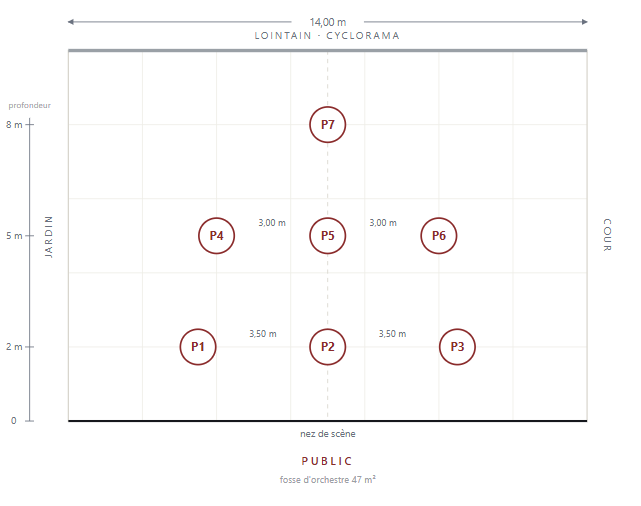 14,00 m
LOINTAIN · CYCLORAMA
profondeur
8 m
P7
JARDIN
5 m
P4
3,00 m
P5
3,00 m
P6
COUR
2 m
P1
3,50 m
P2
3,50 m
P3
0
nez de scène
PUBLIC
fosse d'orchestre 47 m²